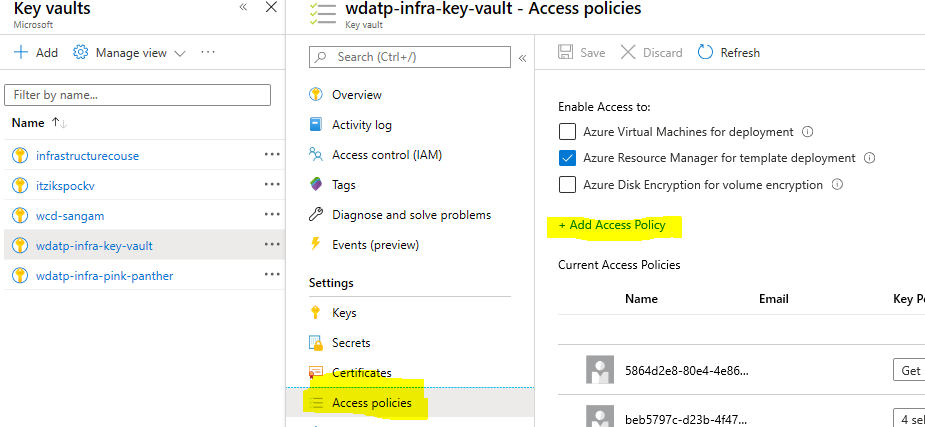 Key vaults
Microsoft
+ Add
Manage view
...
Filter by name...
Name
infrastructurecouse
...
itzikspockv
...
wcd-sangam
...
wdatp-infra-key-vault
...
wdatp-infra-pink-panther
...
wdatp-infra-key-vault - Access policies
Key vault
Search (Ctrl+/)
Overview
Activity log
Access control (IAM)
Tags
Diagnose and solve problems
Events (preview)
Settings
Keys
Secrets
Certificates
Access policies
Save
Discard
Refresh
Enable Access to:
Azure Virtual Machines for deployment
Azure Resource Manager for template deployment
Azure Disk Encryption for volume encryption
+ Add Access Policy
Current Access Policies
Name Email Key P
5864d2e8-80e4-4e86... Get
beb5797c-d23b-4f47... 4 sel